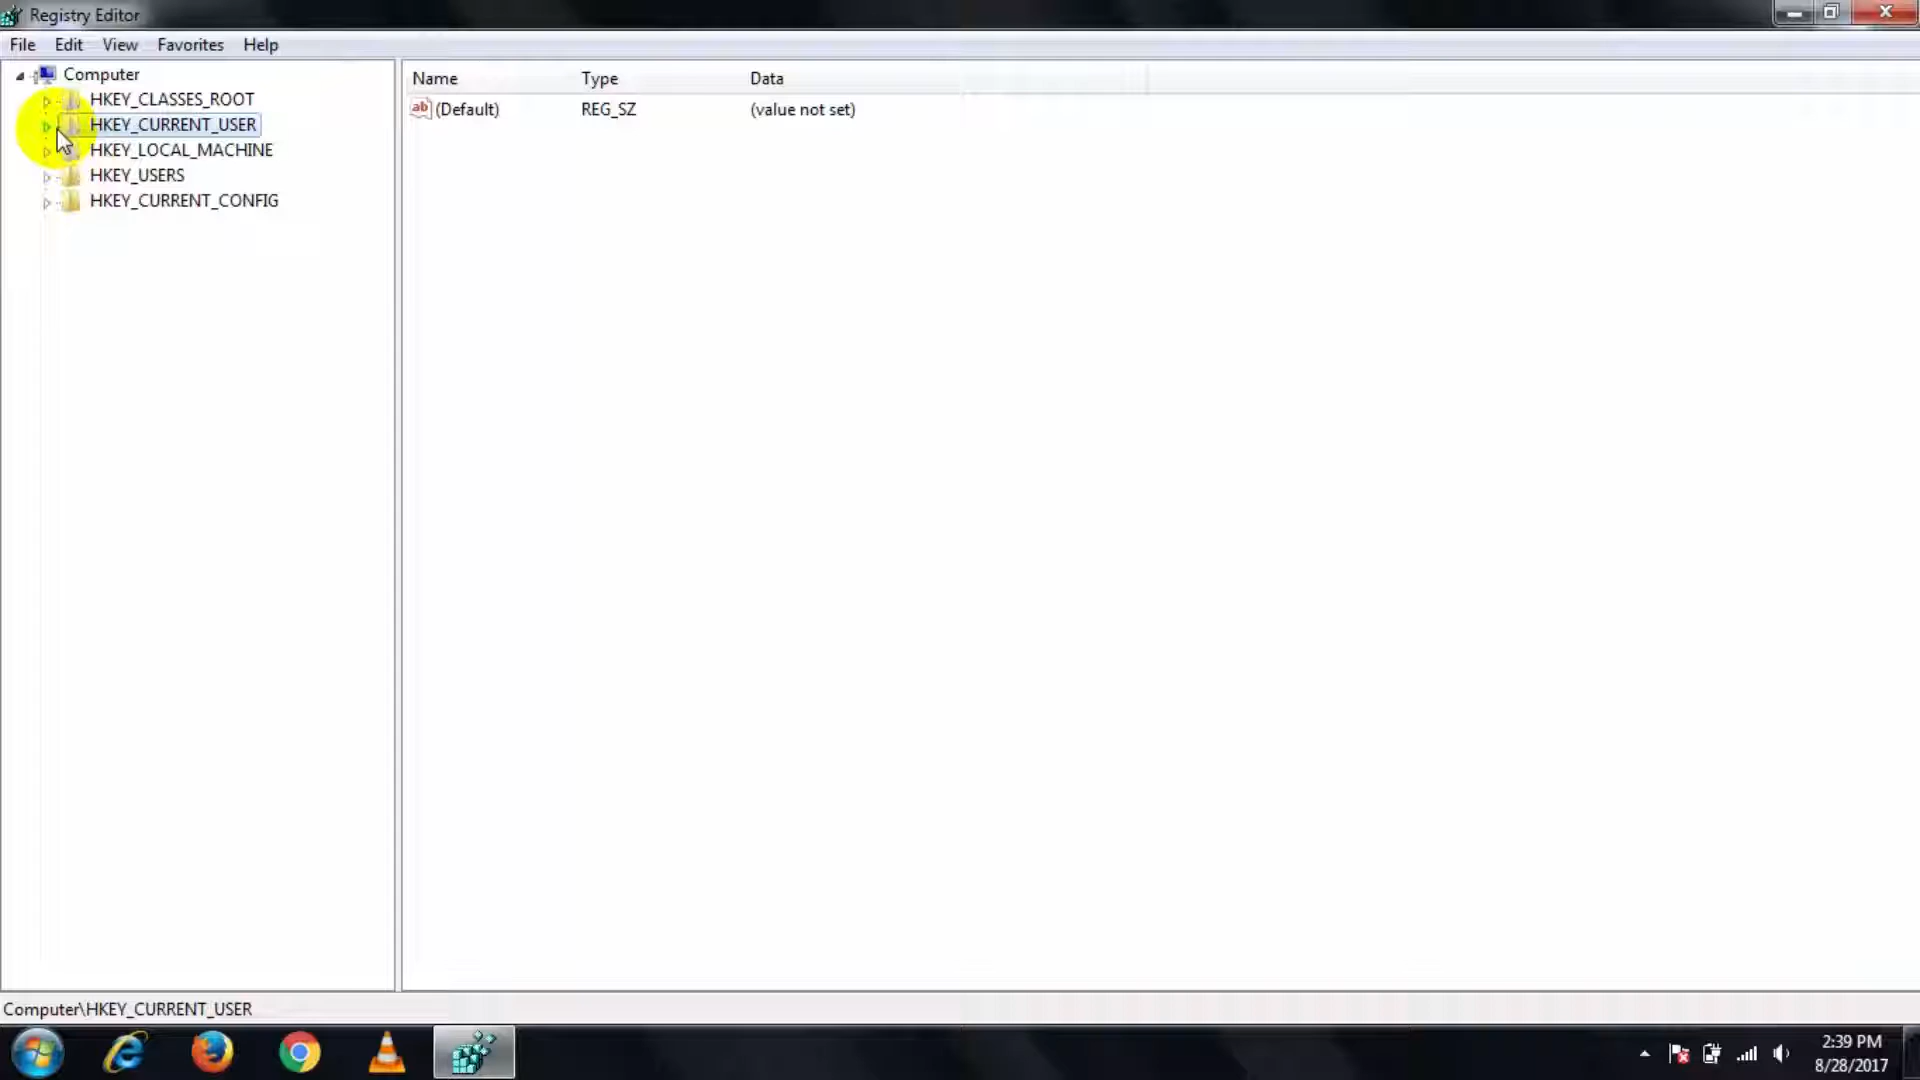 Registry Editor
File Edit View Favorites Help
Computer
HKEY_CLASSES_ROOT
HKEY_CURRENT_USER
HKEY_LOCAL_MACHINE
HKEY_USERS
HKEY_CURRENT_CONFIG
Name Type Data
ab (Default) REG_SZ (value not set)
Computer\HKEY_CURRENT_USER
2:39 PM
8/28/2017